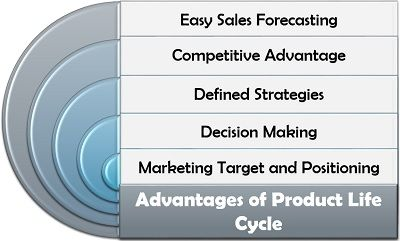 Easy Sales Forecasting
Competitive Advantage
Defined Strategies
Decision Making
Marketing Target and Positioning
Advantages of Product Life
Cycle